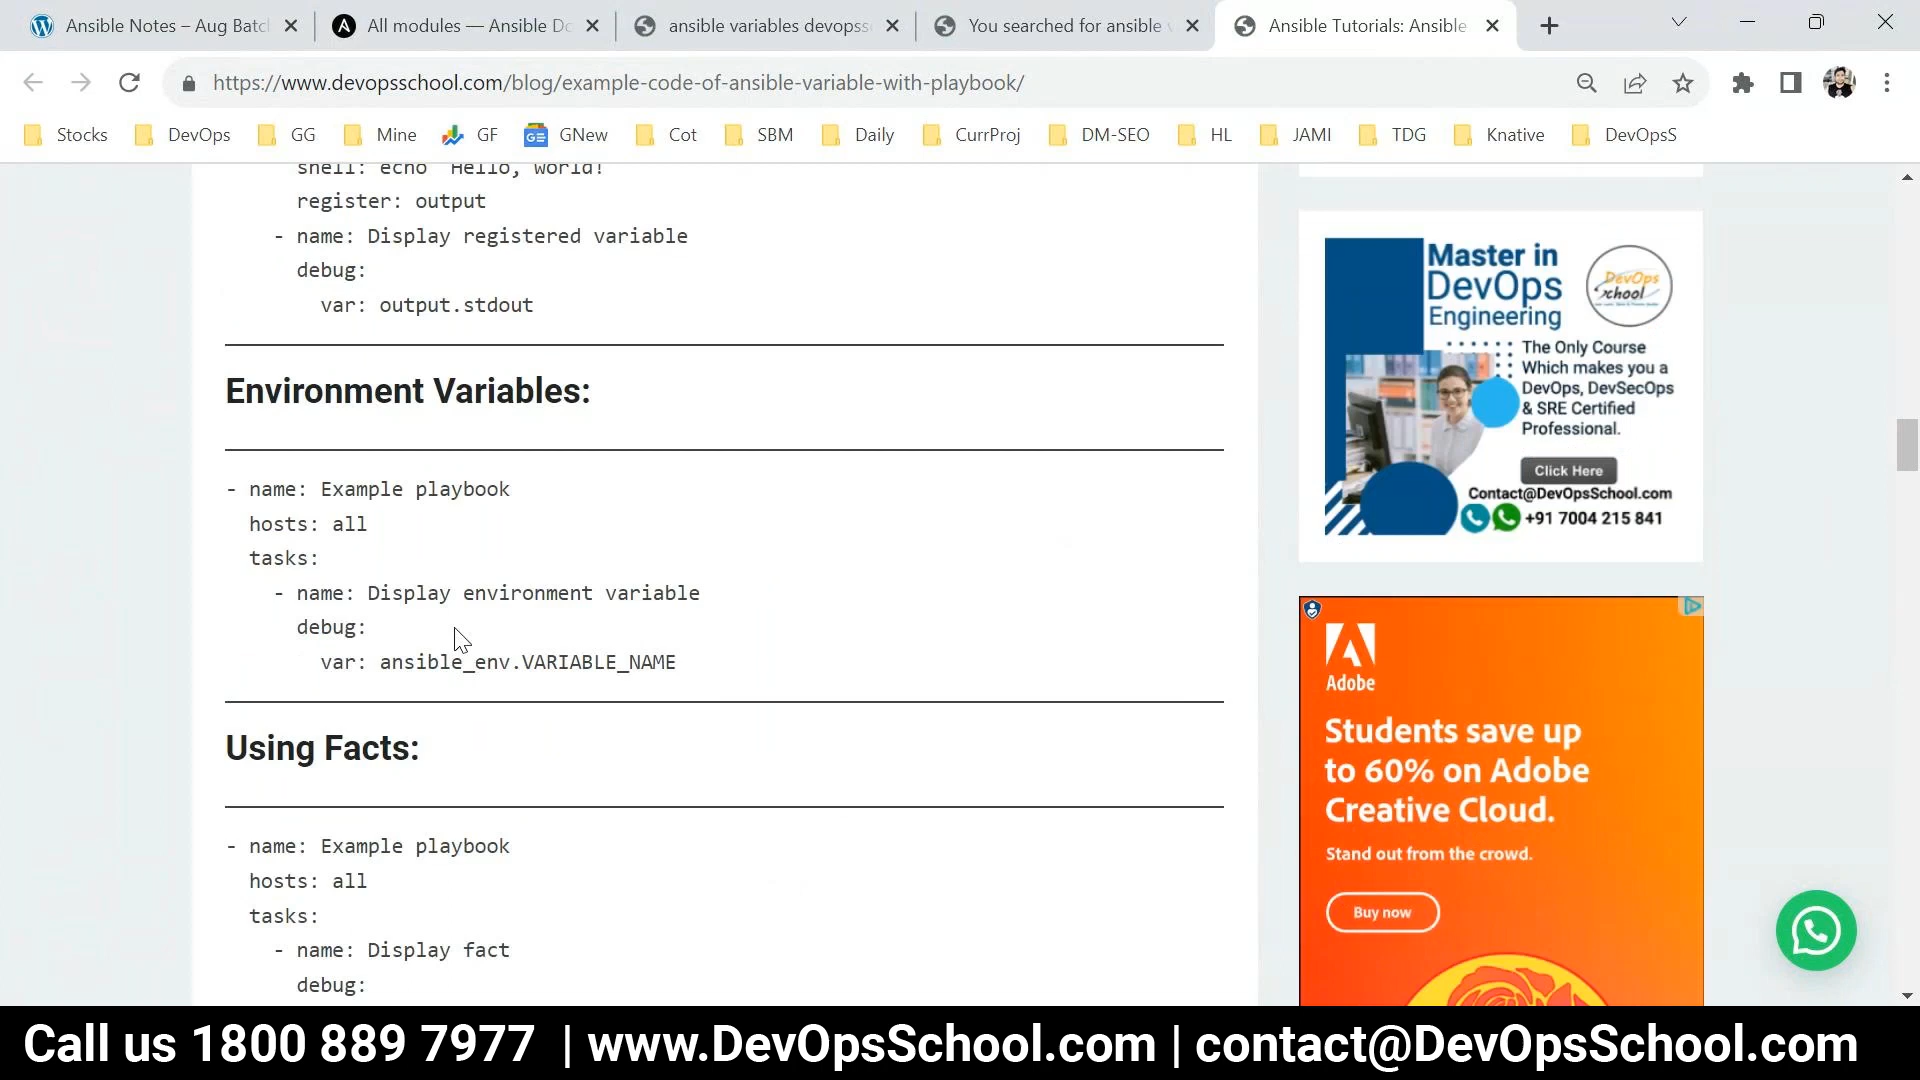 Ansible Notes – Aug Batc
All modules — Ansible Do
ansible variables devopss
You searched for ansible v
Ansible Tutorials: Ansible
https://www.devopsschool.com/blog/example-code-of-ansible-variable-with-playbook/
Stocks
DevOps
GG
Mine
GF
GNew
Cot
SBM
Daily
CurrProj
DM-SEO
HL
JAMI
TDG
Knative
DevOpsS
shell: echo "Hello, world!"
register: output
- name: Display registered variable
debug:
var: output.stdout
Environment Variables:
- name: Example playbook
hosts: all
tasks:
- name: Display environment variable
debug:
var: ansible_env.VARIABLE_NAME
Using Facts:
- name: Example playbook
hosts: all
tasks:
- name: Display fact
debug:
Master in
DevOps
Engineering
DevOps
School
The Only Course
Which makes you a
DevOps, DevSecOps
& SRE Certified
Professional.
Click Here
Contact@DevOpsSchool.com
+91 7004 215 841
Adobe
Students save up
to 60% on Adobe
Creative Cloud.
Stand out from the crowd.
Buy now
Call us 1800 889 7977 | www.DevOpsSchool.com | contact@DevOpsSchool.com